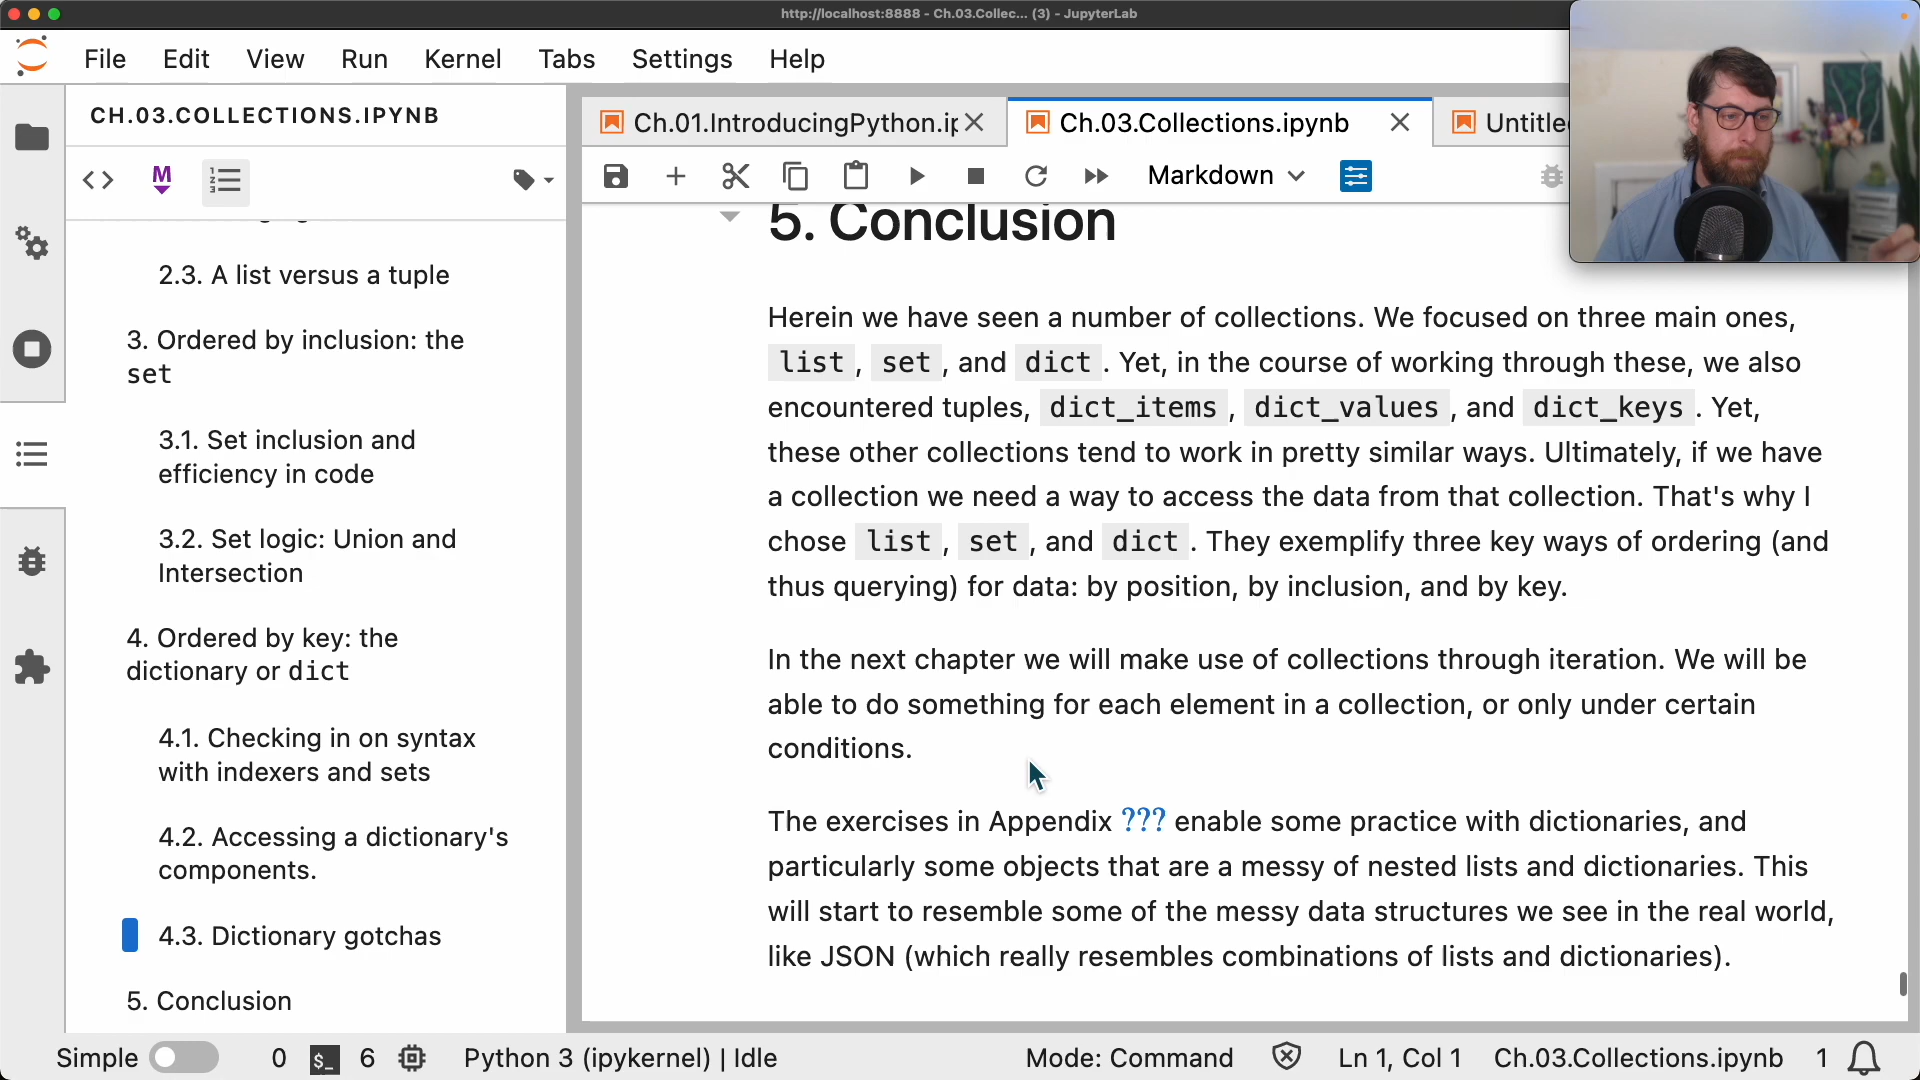 http://localhost:8888 - Ch.03.Collec... (3) - JupyterLab
File Edit View Run Kernel Tabs Settings Help
CH.03.COLLECTIONS.IPYNB
2.3. A list versus a tuple
3. Ordered by inclusion: the
set
3.1. Set inclusion and
efficiency in code
3.2. Set logic: Union and
Intersection
4. Ordered by key: the
dictionary or dict
4.1. Checking in on syntax
with indexers and sets
4.2. Accessing a dictionary's
components.
4.3. Dictionary gotchas
5. Conclusion
Ch.01.IntroducingPython.ip Ch.03.Collections.ipynb Untitle
Markdown
5. Conclusion
Herein we have seen a number of collections. We focused on three main ones,
list , set , and dict . Yet, in the course of working through these, we also
encountered tuples, dict_items , dict_values , and dict_keys . Yet,
these other collections tend to work in pretty similar ways. Ultimately, if we have
a collection we need a way to access the data from that collection. That's why I
chose list , set , and dict . They exemplify three key ways of ordering (and
thus querying) for data: by position, by inclusion, and by key.
In the next chapter we will make use of collections through iteration. We will be
able to do something for each element in a collection, or only under certain
conditions.
The exercises in Appendix ??? enable some practice with dictionaries, and
particularly some objects that are a messy of nested lists and dictionaries. This
will start to resemble some of the messy data structures we see in the real world,
like JSON (which really resembles combinations of lists and dictionaries).
Simple 0 $_ 6 Python 3 (ipykernel) | Idle Mode: Command Ln 1, Col 1 Ch.03.Collections.ipynb 1